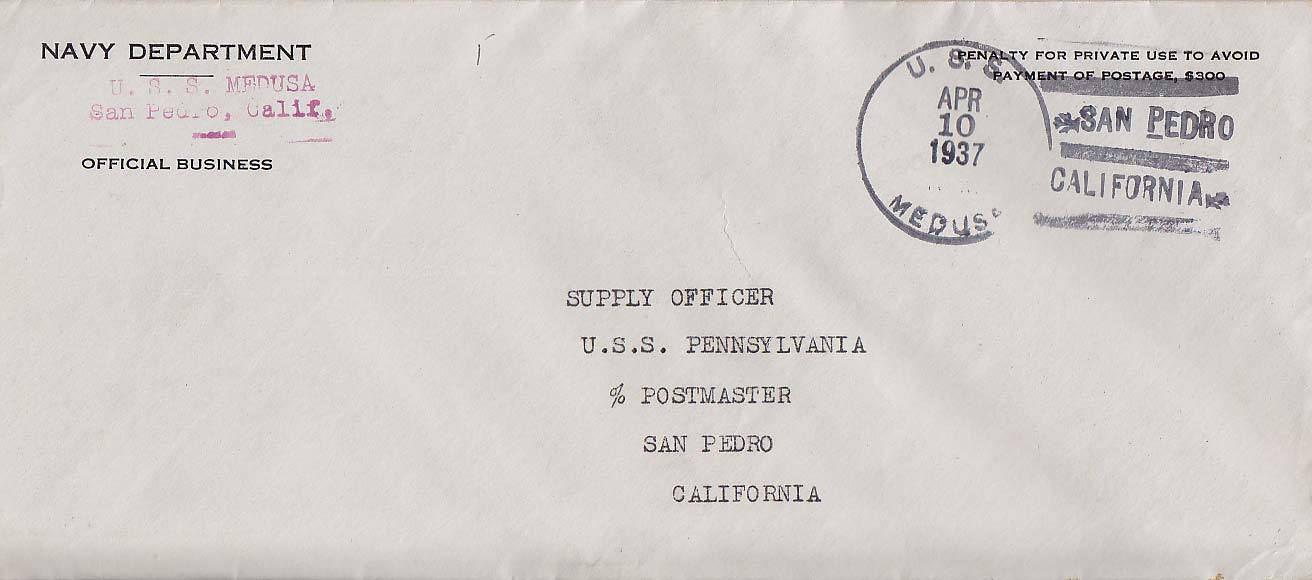 NAVY DEPARTMENT
U. S. S. MEDUSA
San Pedro, Calif.
OFFICIAL BUSINESS
PENALTY FOR PRIVATE USE TO AVOID
PAYMENT OF POSTAGE, $300
U. S. S.
APR
10
1937
MEDUSA
SAN PEDRO
CALIFORNIA
SUPPLY OFFICER
U.S.S. PENNSYLVANIA
% POSTMASTER
SAN PEDRO
CALIFORNIA